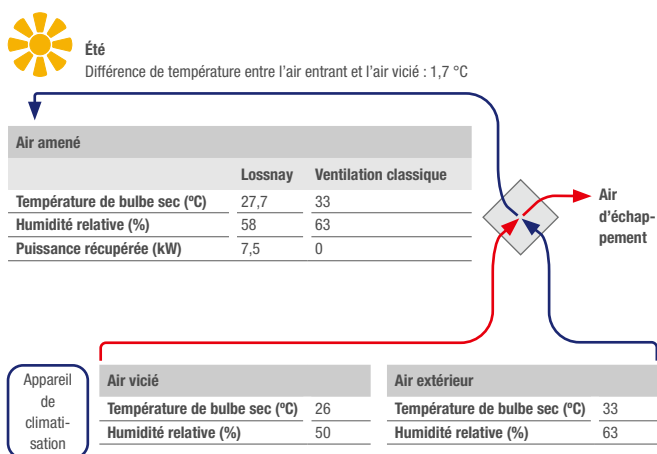 Été
Différence de température entre l'air entrant et l'air vicié : 1,7 °C
Air amené
Lossnay Ventilation classique
Température de bulbe sec (ºC) 27,7 33
Humidité relative (%) 58 63
Puissance récupérée (kW) 7,5 0
Air
d'échap-
pement
Appareil
de
climati-
sation
Air vicié
Température de bulbe sec (ºC) 26
Humidité relative (%) 50
Air extérieur
Température de bulbe sec (ºC) 33
Humidité relative (%) 63